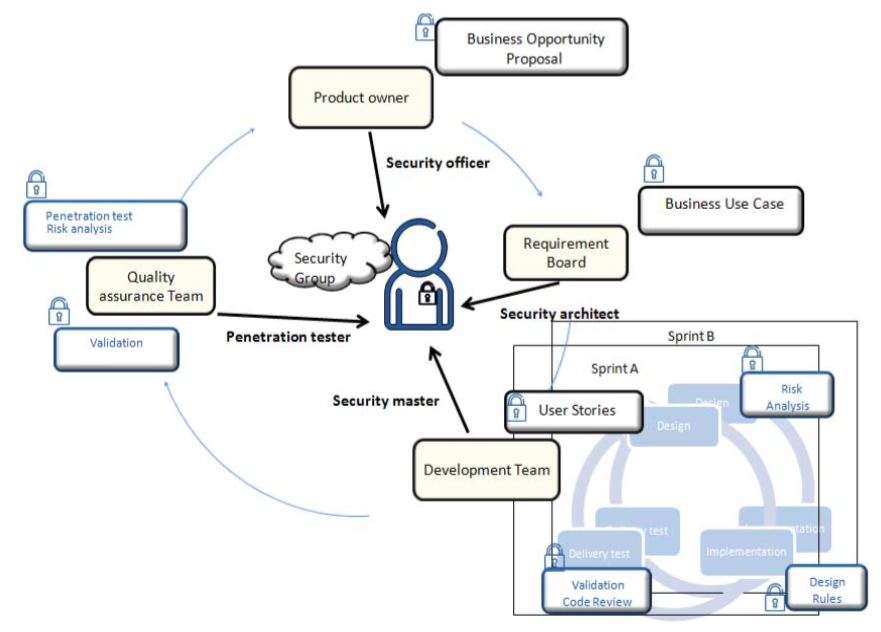 Business Opportunity
Proposal
Product owner
Security officer
Penetration test
Risk analysis
Business Use Case
Security
Group
Requirement
Board
Quality
assurance Team
Security architect
Penetration tester
Validation
Sprint B
Sprint A
Security master
User Stories
Design
Risk
Analysis
Design
Development Team
test
Delivery test
Implementation
Validation
Code Review
Design
Rules